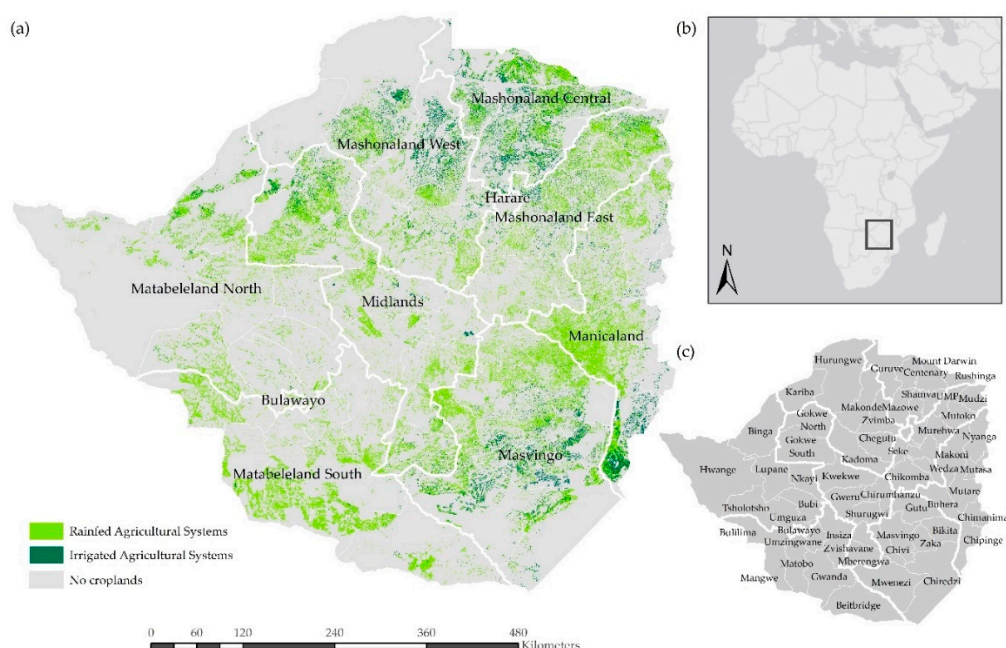 (a)
Mashonaland Central
Mashonaland West
Harare
Mashonaland East
Matabeleland North
Midlands
Manicaland
Bulawayo
Masvingo
Matabeleland South
Rainfed Agricultural Systems
Irrigated Agricultural Systems
No croplands
0 60 120 240 360 480
Kilometers
(b)
N
(c)
Hurungwe
Mount Darwin
Guruve Centenary
Rushinga
Kariba
Shamva UMP Mudzi
Makonde Mazowe
Gokwe North
Zvimba
Mutoko
Binga
Chegutu
Murehwa
Nyanga
Gokwe South
Seke
Makoni
Hwange
Lupane
Kadoma
Wedza Mutasa
Nkayi
Kwekwe
Chikomba
Tsholotsho
Bubi
Gweru
Chirumhanzu
Mutare
Umguza
Shurugwi
Gutu
Buhera
Chimanima
Bulilima
Bulawayo
Insiza
Masvingo
Bikita
Umzingwane
Zaka
Chipinge
Zvishavane
Chivi
Matobo
Mberengwa
Mangwe
Gwanda
Mwenezi
Chiredzi
Beitbridge